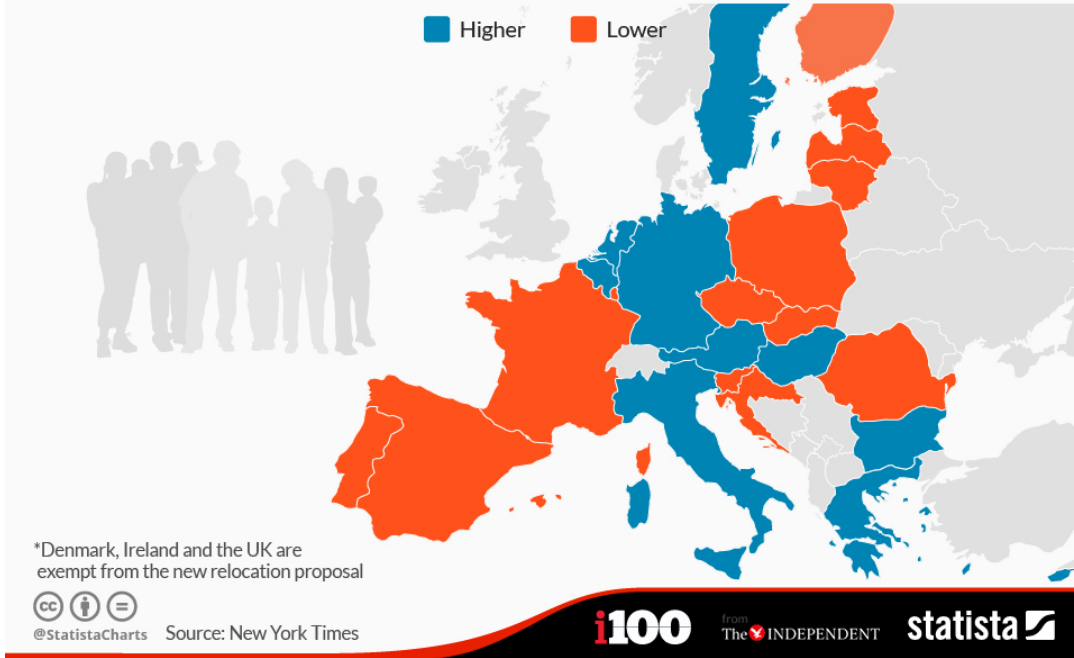 Higher
Lower
*Denmark, Ireland and the UK are
exempt from the new relocation proposal
cc
@StatistaCharts Source: New York Times
i100
from
The INDEPENDENT
statista